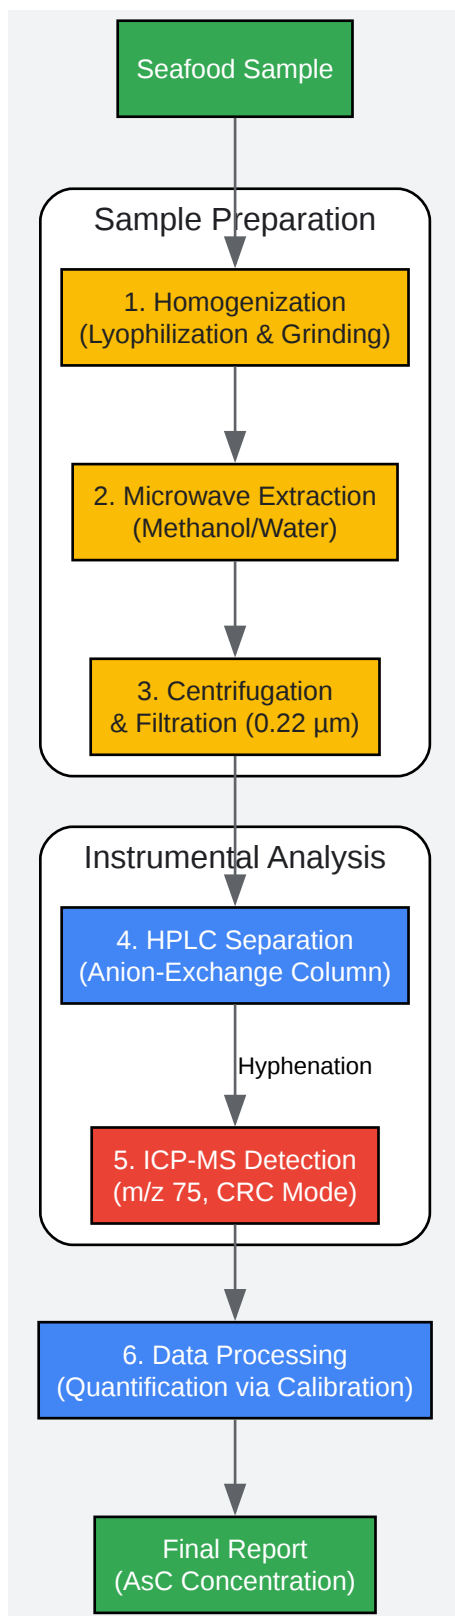 Seafood Sample
Sample Preparation
1. Homogenization
(Lyophilization & Grinding)
2. Microwave Extraction
(Methanol/Water)
3. Centrifugation
& Filtration (0.22 µm)
Instrumental Analysis
4. HPLC Separation
(Anion-Exchange Column)
Hyphenation
5. ICP-MS Detection
(m/z 75, CRC Mode)
6. Data Processing
(Quantification via Calibration)
Final Report
(AsC Concentration)